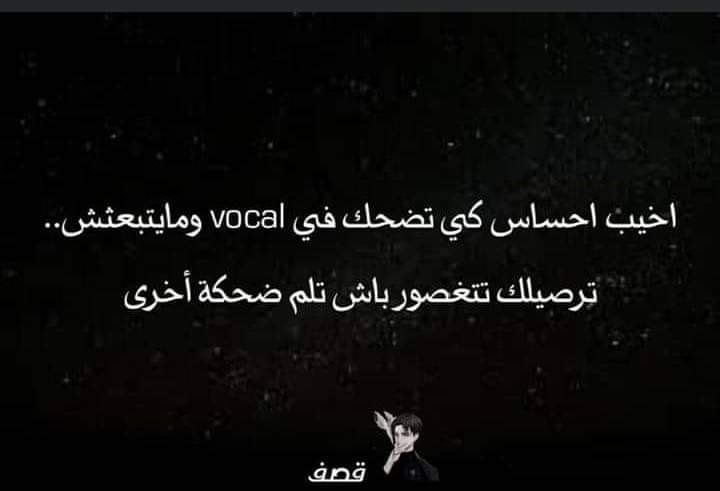 اخيب احساس كي تضحك في vocal ومايتبعثش..
ترصيلك تتغصور باش تلم ضحكة أخرى
قصف